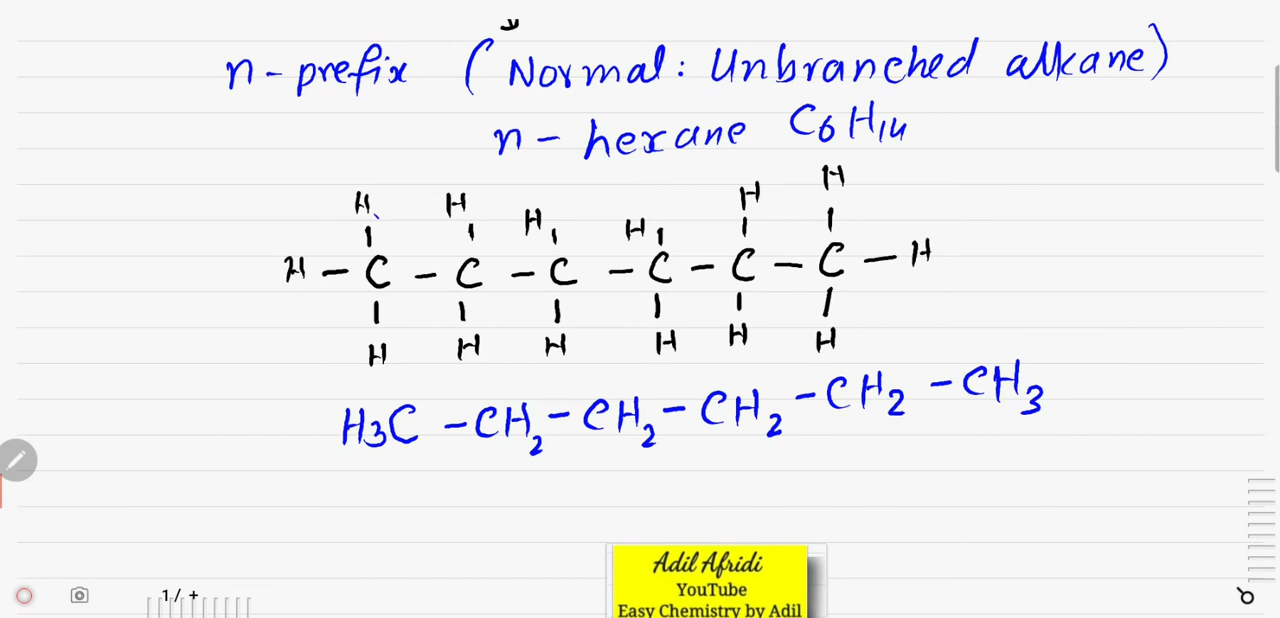 n-prefix (Normal: Unbranched alkane)
n-hexane C6H14
H H H H H H
H-C-C-C-C-C-C-H
H H H H H H
H3C-CH2-CH2-CH2-CH2-CH3
1/+
Adil Afridi
YouTube
Easy Chemistry by Adil